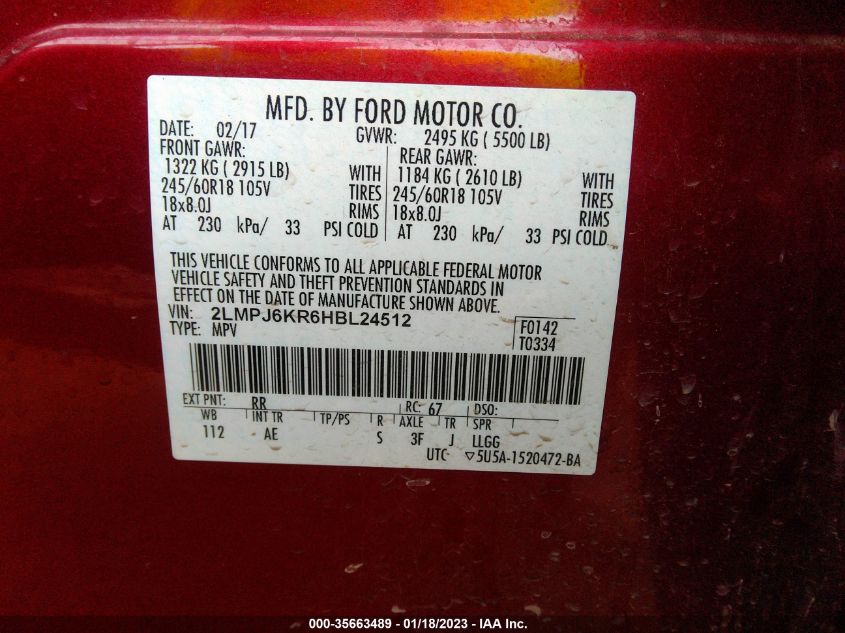 MFD. BY FORD MOTOR CO.
DATE: 02/17 GVWR: 2495 KG ( 5500 LB)
FRONT GAWR: REAR GAWR:
1322 KG ( 2915 LB) WITH 1184 KG ( 2610 LB) WITH
245/60R18 105V TIRES 245/60R18 105V TIRES
18x8.0J RIMS 18x8.0J RIMS
AT 230 kPa/ 33 PSI COLD AT 230 kPa/ 33 PSI COLD
THIS VEHICLE CONFORMS TO ALL APPLICABLE FEDERAL MOTOR
VEHICLE SAFETY AND THEFT PREVENTION STANDARDS IN
EFFECT ON THE DATE OF MANUFACTURE SHOWN ABOVE.
VIN: 2LMPJ6KR6HBL24512 F0142
TYPE: MPV T0334
EXT PNT: RR RC: 67 DSO:
WB INT TR TP/PS R AXLE TR SPR
112 AE S 3F J LLGG
UTC ▽5U5A-1520472-BA
000-35663489 - 01/18/2023 - IAA Inc.